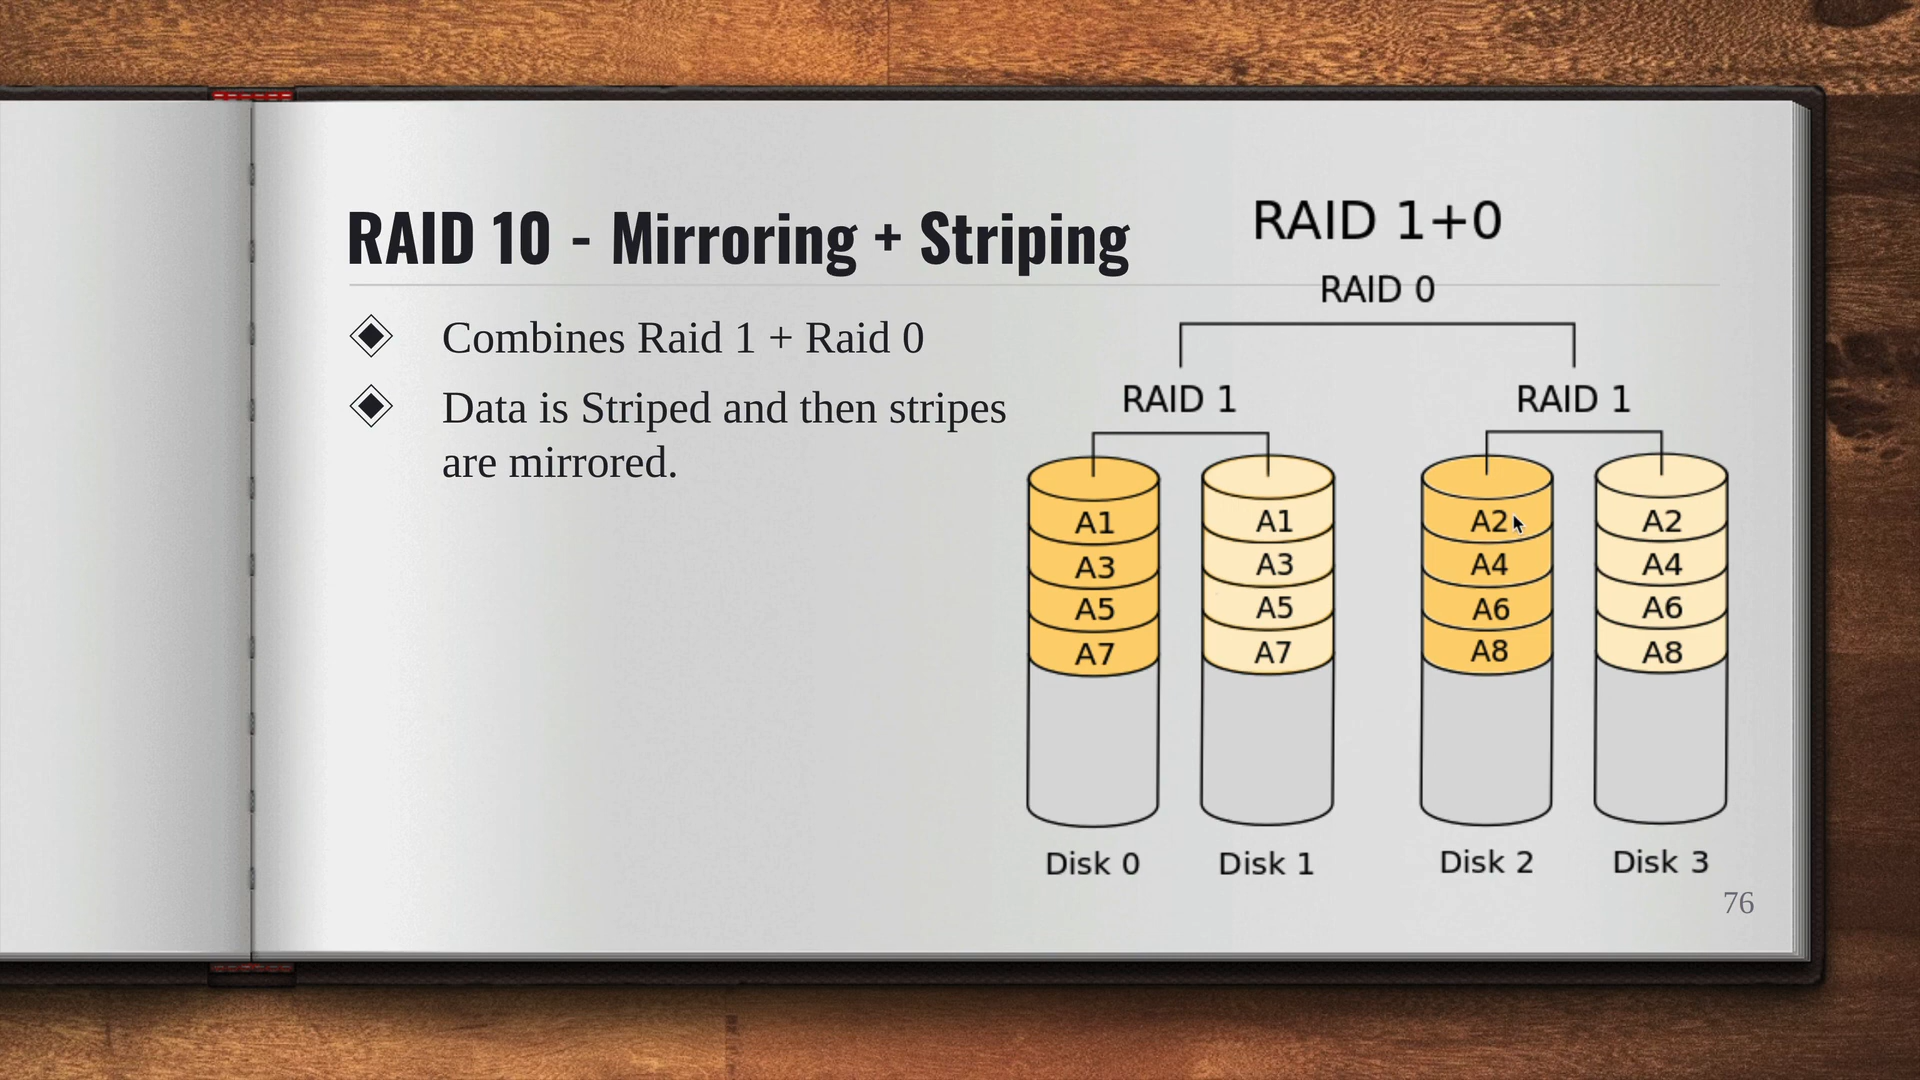 RAID 10 - Mirroring + Striping
Combines Raid 1 + Raid 0
Data is Striped and then stripes
are mirrored.
RAID 1+0
RAID 0
RAID 1 RAID 1
A1 A1 A2 A2
A3 A3 A4 A4
A5 A5 A6 A6
A7 A7 A8 A8
Disk 0 Disk 1 Disk 2 Disk 3
76